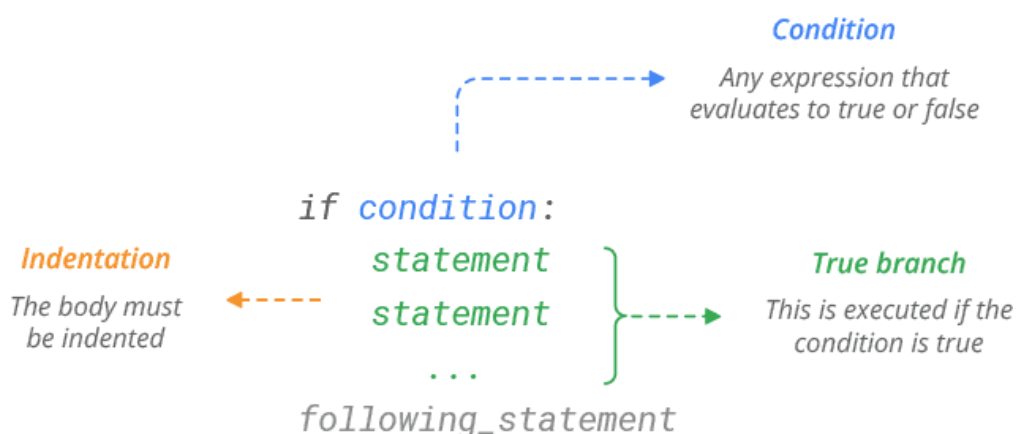 Condition
Any expression that
evaluates to true or false
if condition:
Indentation
The body must
be indented
statement
statement
...
True branch
This is executed if the
condition is true
following_statement